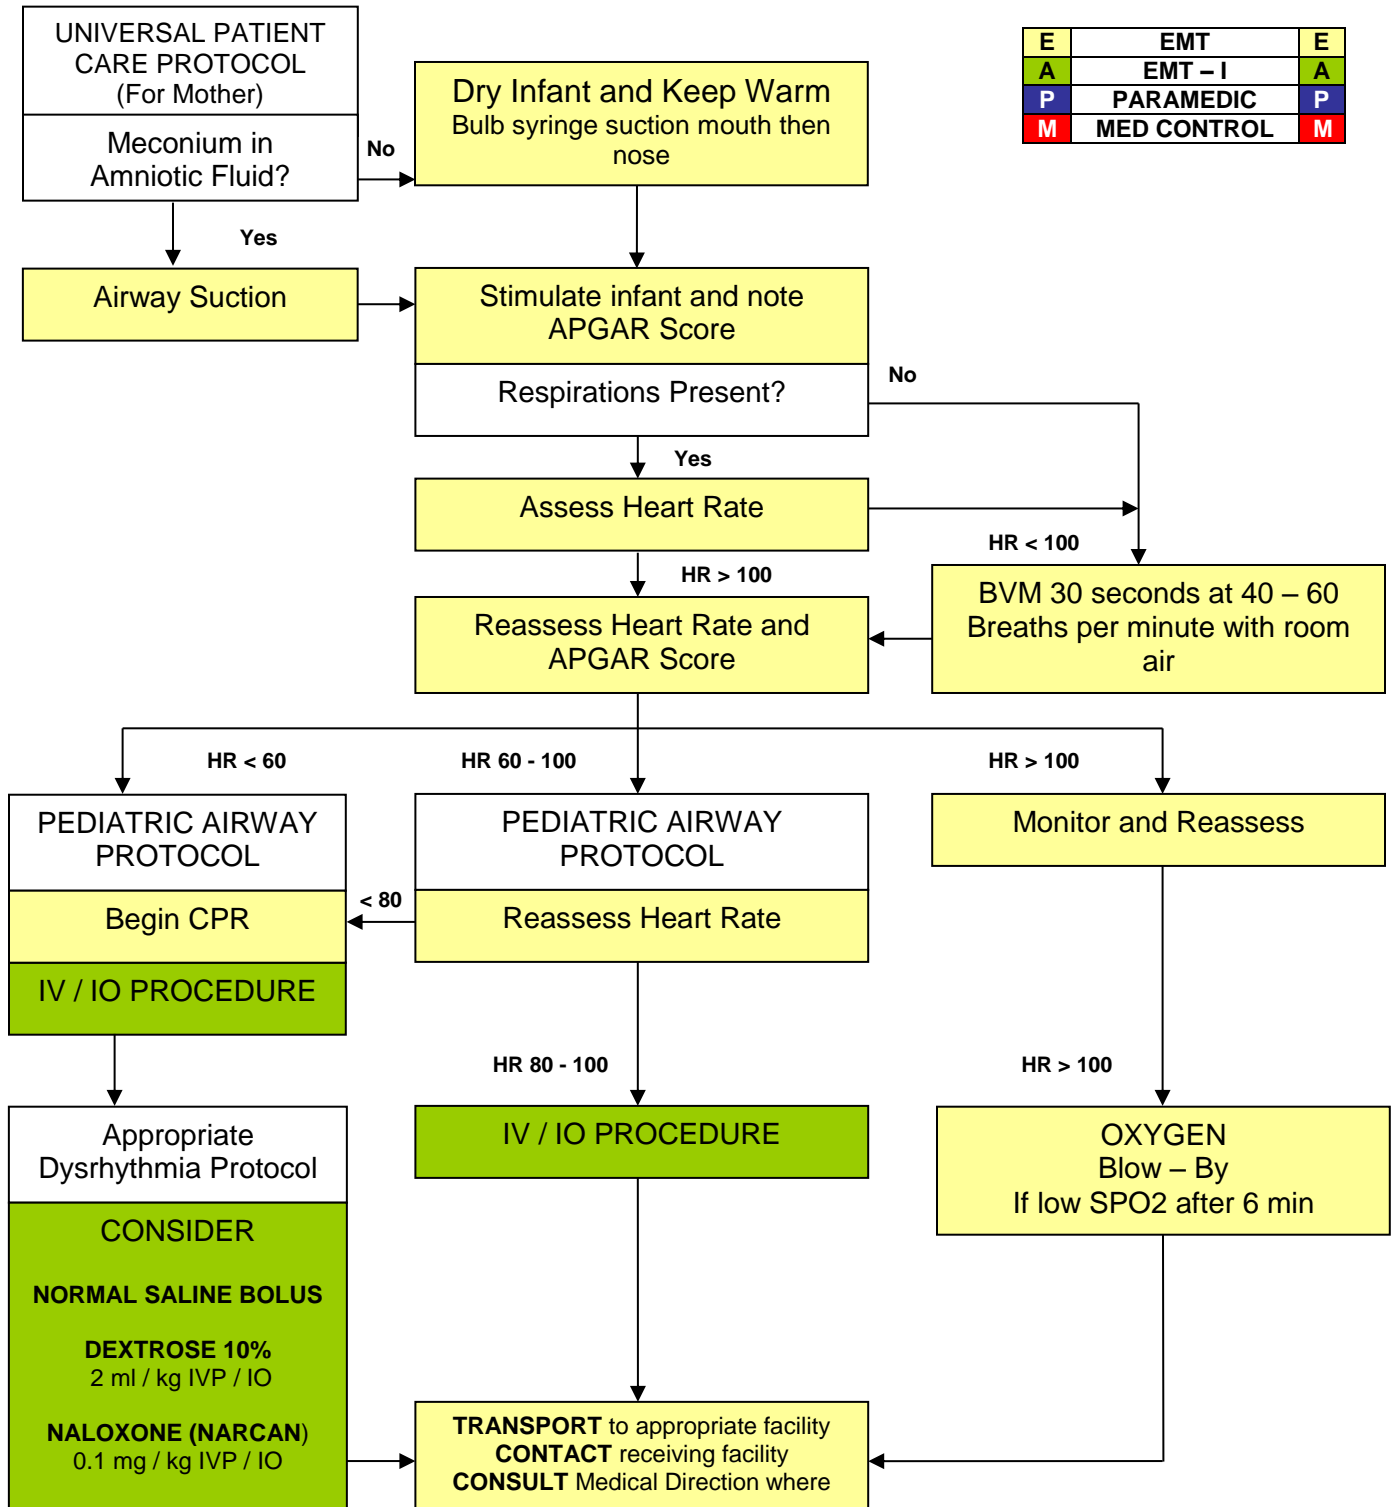 UNIVERSAL PATIENT
CARE PROTOCOL
(For Mother)
Meconium in
Amniotic Fluid?
No
Yes
Dry Infant and Keep Warm
Bulb syringe suction mouth then
nose
E EMT E
A EMT – I A
P PARAMEDIC P
M MED CONTROL M
Airway Suction
Stimulate infant and note
APGAR Score
Respirations Present?
No
Yes
Assess Heart Rate
HR < 100
HR > 100
BVM 30 seconds at 40 – 60
Breaths per minute with room
air
Reassess Heart Rate and
APGAR Score
HR < 60
HR 60 - 100
HR > 100
PEDIATRIC AIRWAY
PROTOCOL
Begin CPR
IV / IO PROCEDURE
< 80
PEDIATRIC AIRWAY
PROTOCOL
Reassess Heart Rate
Monitor and Reassess
HR 80 - 100
HR > 100
Appropriate
Dysrhythmia Protocol
CONSIDER
NORMAL SALINE BOLUS
DEXTROSE 10%
2 ml / kg IVP / IO
NALOXONE (NARCAN)
0.1 mg / kg IVP / IO
IV / IO PROCEDURE
OXYGEN
Blow – By
If low SPO2 after 6 min
TRANSPORT to appropriate facility
CONTACT receiving facility
CONSULT Medical Direction where